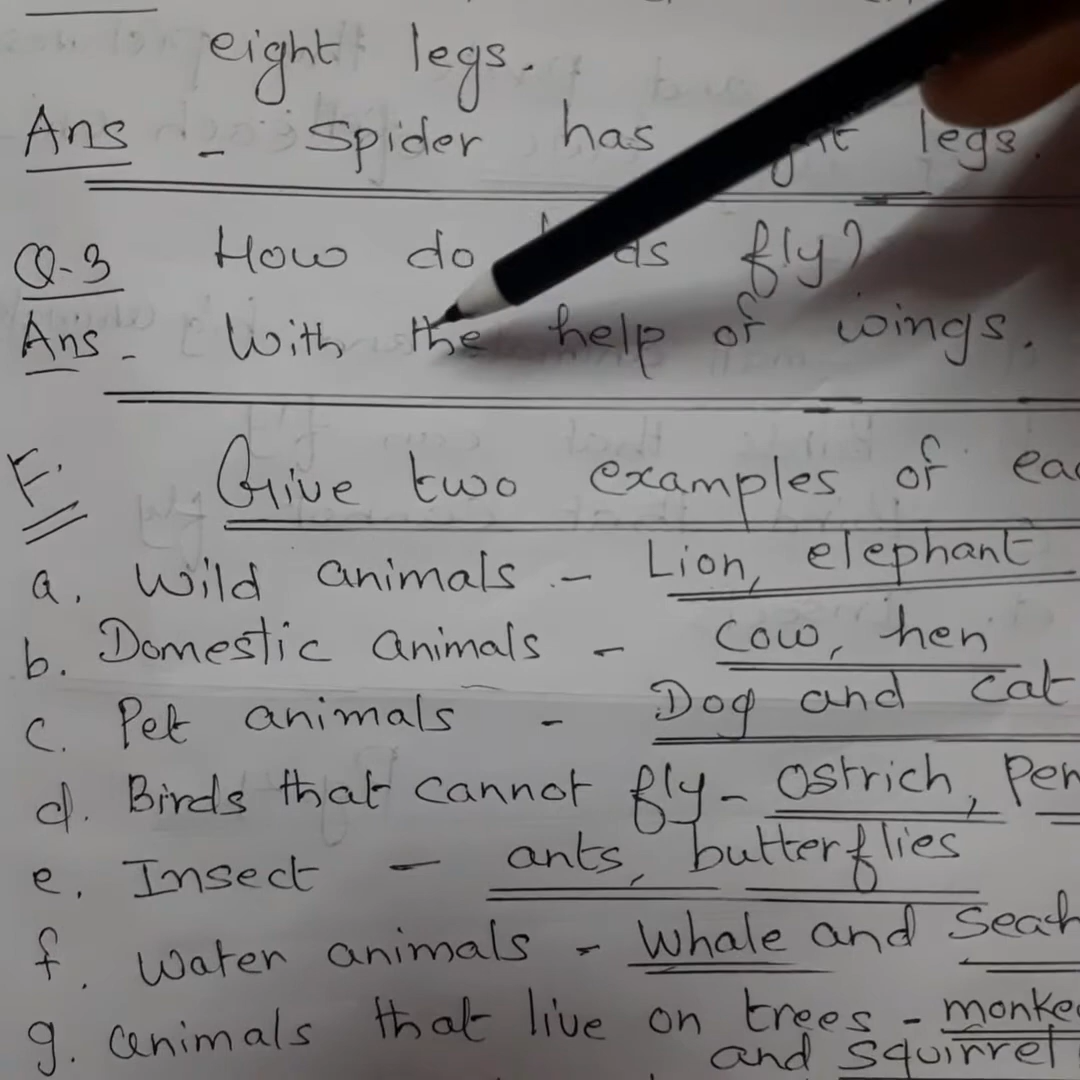 eight legs.
Ans - Spider has legs.
Q-3 How do fly?
Ans - With the help of wings.
F. Give two examples of
a. Wild animals - Lion, elephant
b. Domestic animals - cow, hen
c. Pet animals - Dog and cat
d. Birds that cannot fly - ostrich, pen
e. Insect - ants, butterflies
f. water animals - whale and seah
g. animals that live on trees - monke
and squirrel